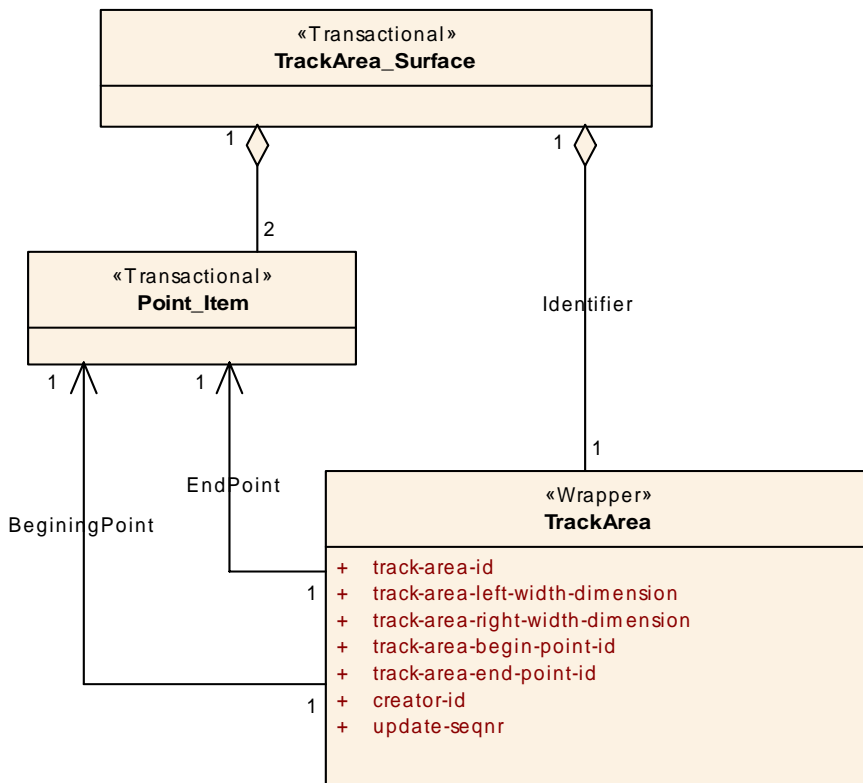 «Transactional»
TrackArea_Surface
1
1
2
«Transactional»
Point_Item
Identifier
1
1
1
EndPoint
BeginingPoint
«Wrapper»
TrackArea
+ track-area-id
+ track-area-left-width-dimension
+ track-area-right-width-dimension
+ track-area-begin-point-id
+ track-area-end-point-id
+ creator-id
+ update-seqnr
1
1